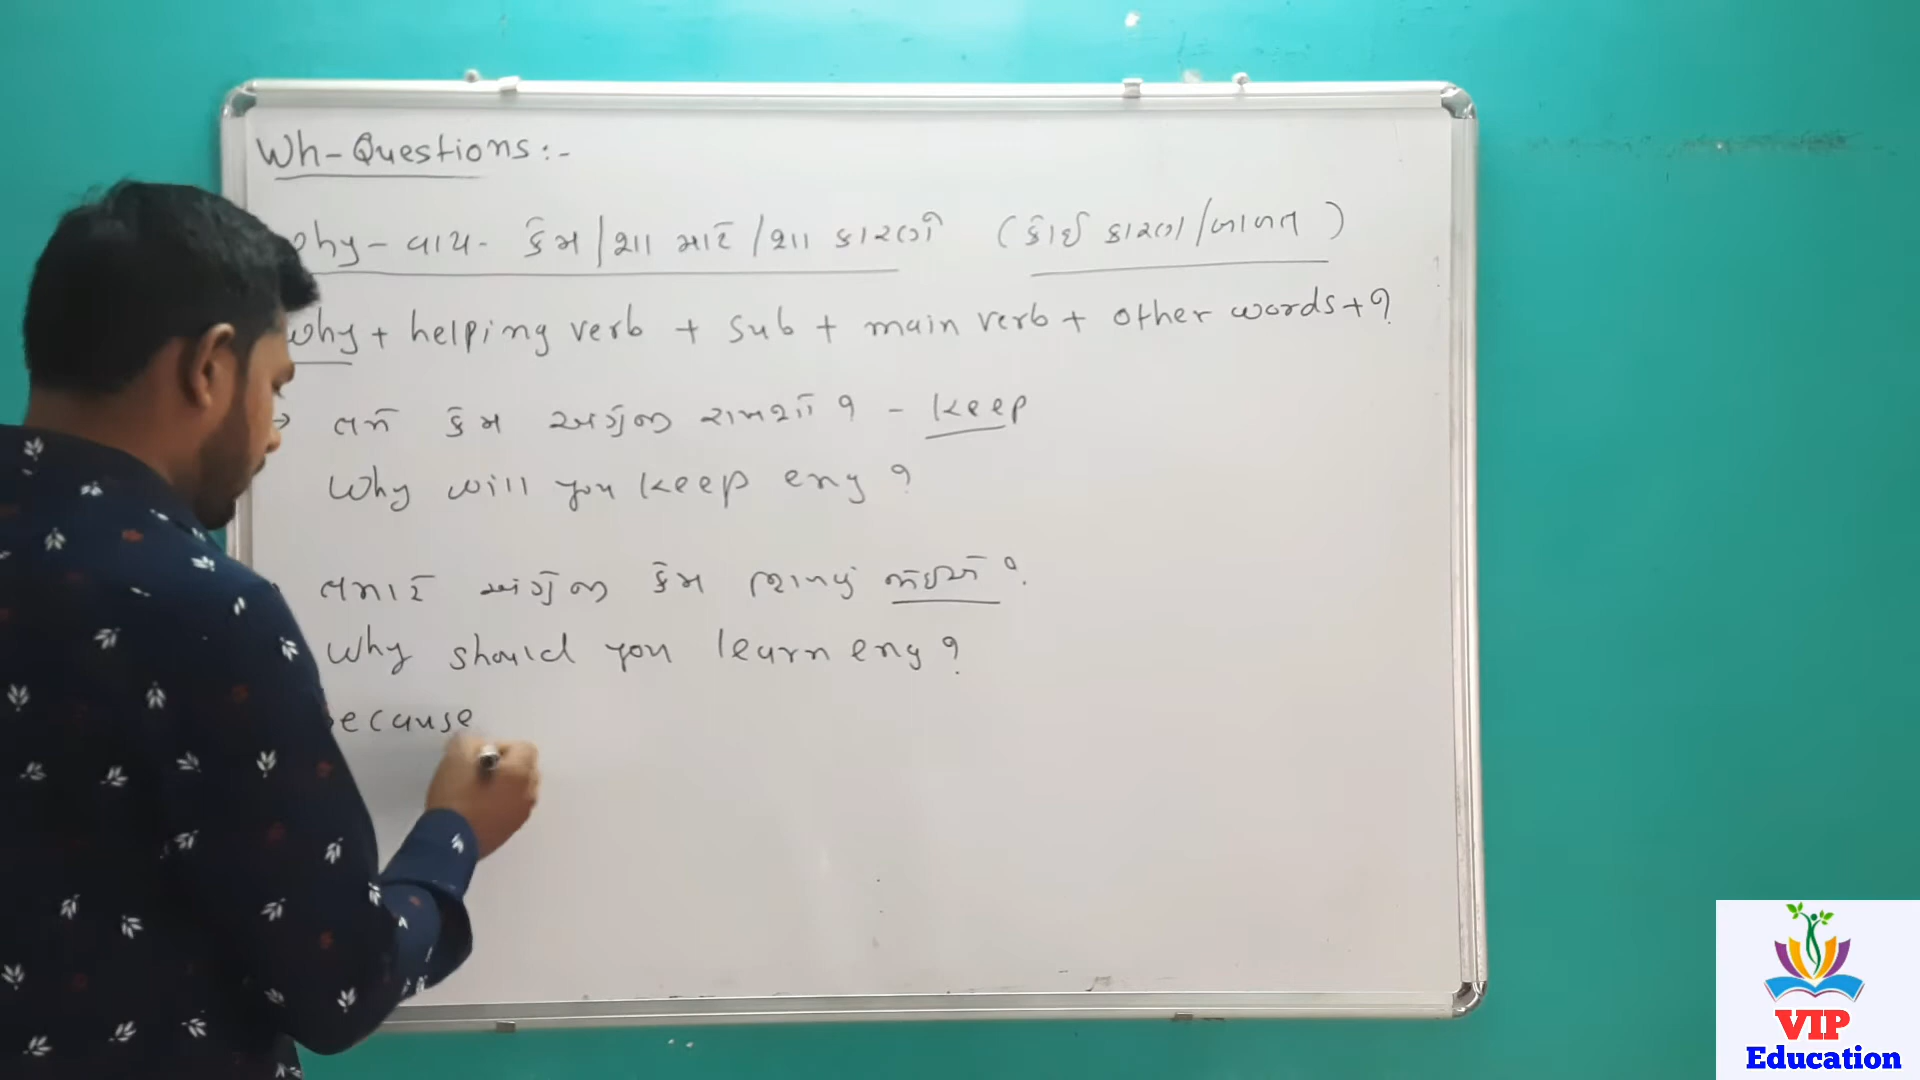 Wh-Questions:-
Why - વાય - કેમ / શા માટે / શા કારણે (કોઈ કારણ / બાબત)
Why + helping verb + sub + main verb + other words + ?
→ તમે કેમ અંગ્રેજી રાખશો ? - keep
Why will you keep eng ?
તમારે અંગ્રેજી કેમ શીખવું જોઈએ ?
Why should you learn eng ?
Because
VIP
Education